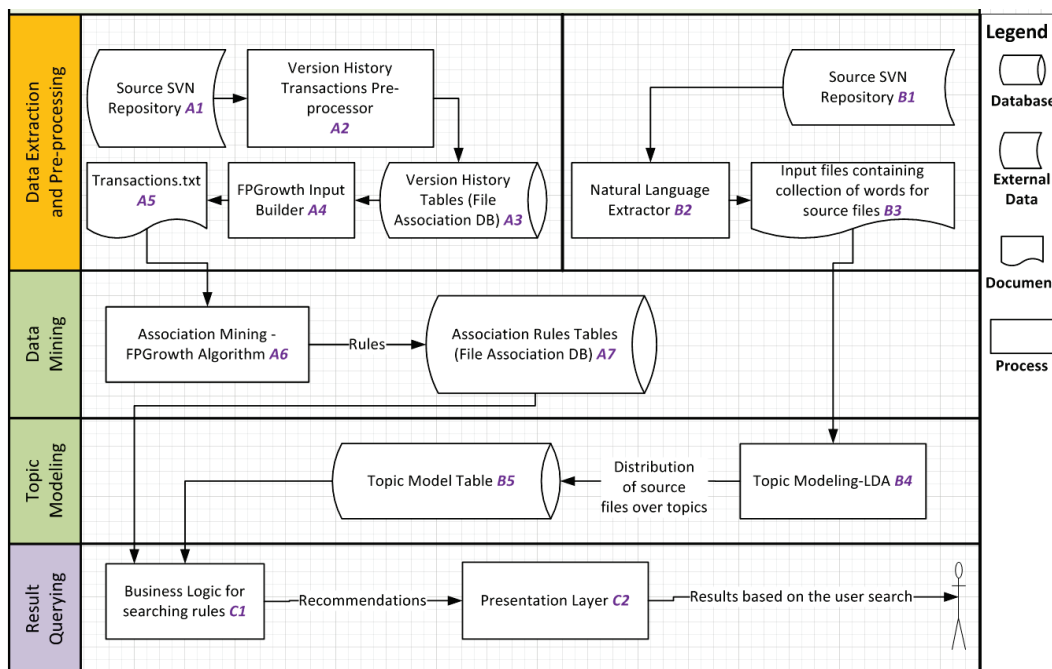 Data Extraction
and Pre-processing
Source SVN
Repository A1
Version History
Transactions Pre-
processor
A2
Transactions.txt
A5
FPGrowth Input
Builder A4
Version History
Tables (File
Association DB) A3
Source SVN
Repository B1
Natural Language
Extractor B2
Input files containing
collection of words for
source files B3
Data
Mining
Association Mining -
FPGrowth Algorithm A6
Rules
Association Rules Tables
(File Association DB) A7
Topic
Modeling
Topic Model Table B5
Distribution
of source
files over topics
Topic Modeling-LDA B4
Result
Querying
Business Logic for
searching rules C1
Recommendations
Presentation Layer C2
Results based on the user search
Legend
Database
External
Data
Document
Process